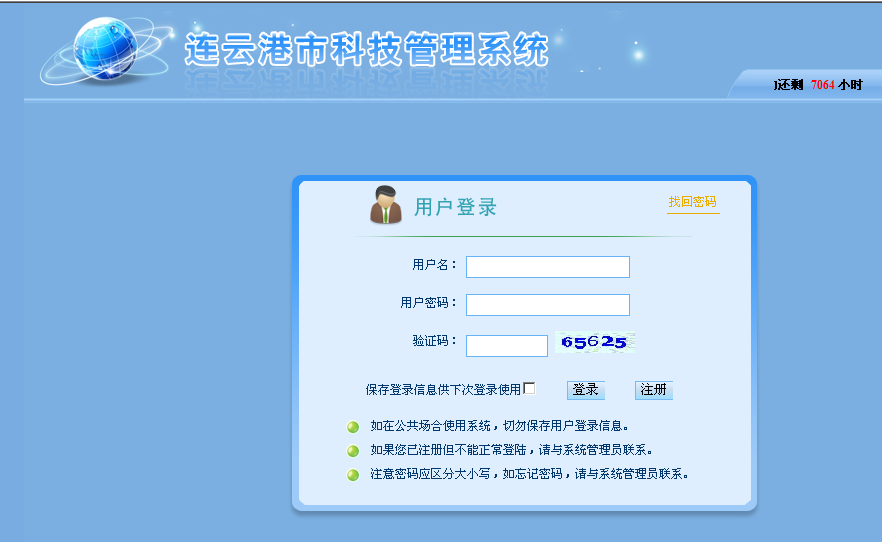 连云港市科技管理系统
还剩 7064 小时
用户登录
找回密码
用户名：
用户密码：
验证码： 65625
保存登录信息供下次登录使用 登录 注册
如在公共场合使用系统，切勿保存用户登录信息。
如果您已注册但不能正常登陆，请与系统管理员联系。
注意密码应区分大小写，如忘记密码，请与系统管理员联系。